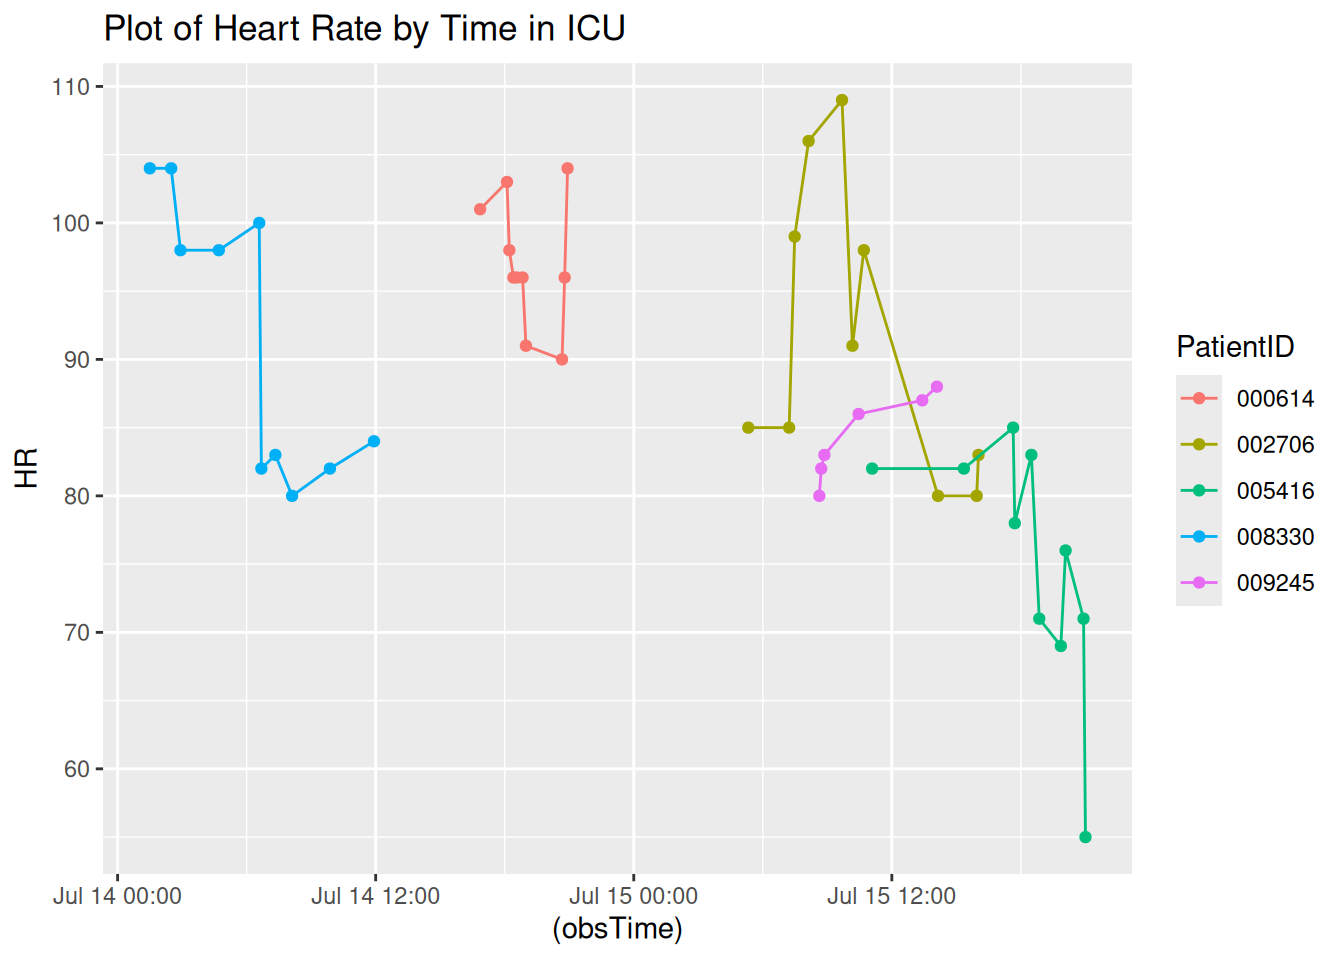 Plot of Heart Rate by Time in ICU
HR
110
100
90
80
70
60
Jul 14 00:00
Jul 14 12:00
Jul 15 00:00
Jul 15 12:00
(obsTime)
PatientID
000614
002706
005416
008330
009245